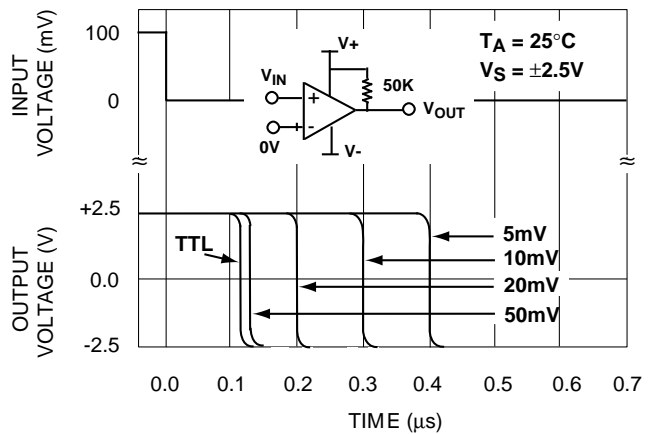 INPUT
VOLTAGE (mV)
100
0
V+
VIN
+
50K
VOUT
0V
+
-
V-
TA = 25°C
VS = ±2.5V
≈
≈
OUTPUT
VOLTAGE (V)
+2.5
0.0
-2.5
TTL
5mV
10mV
20mV
50mV
0.0 0.1 0.2 0.3 0.4 0.5 0.6 0.7
TIME (µs)